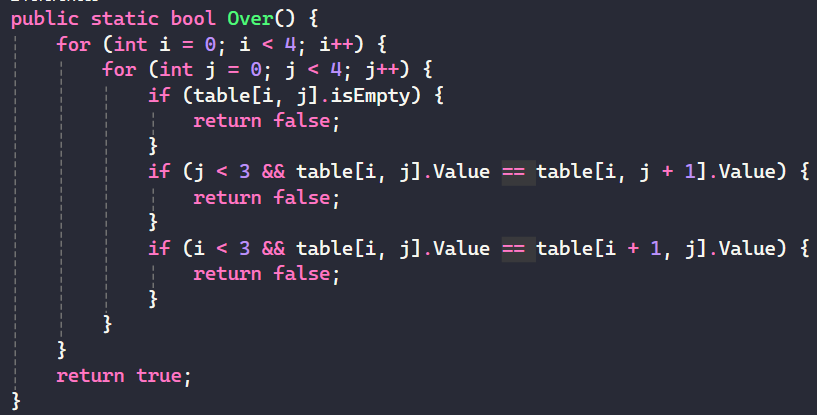 public static bool Over() {
    for (int i = 0; i < 4; i++) {
        for (int j = 0; j < 4; j++) {
            if (table[i, j].isEmpty) {
                return false;
            }
            if (j < 3 && table[i, j].Value == table[i, j + 1].Value) {
                return false;
            }
            if (i < 3 && table[i, j].Value == table[i + 1, j].Value) {
                return false;
            }
        }
    }
    return true;
}